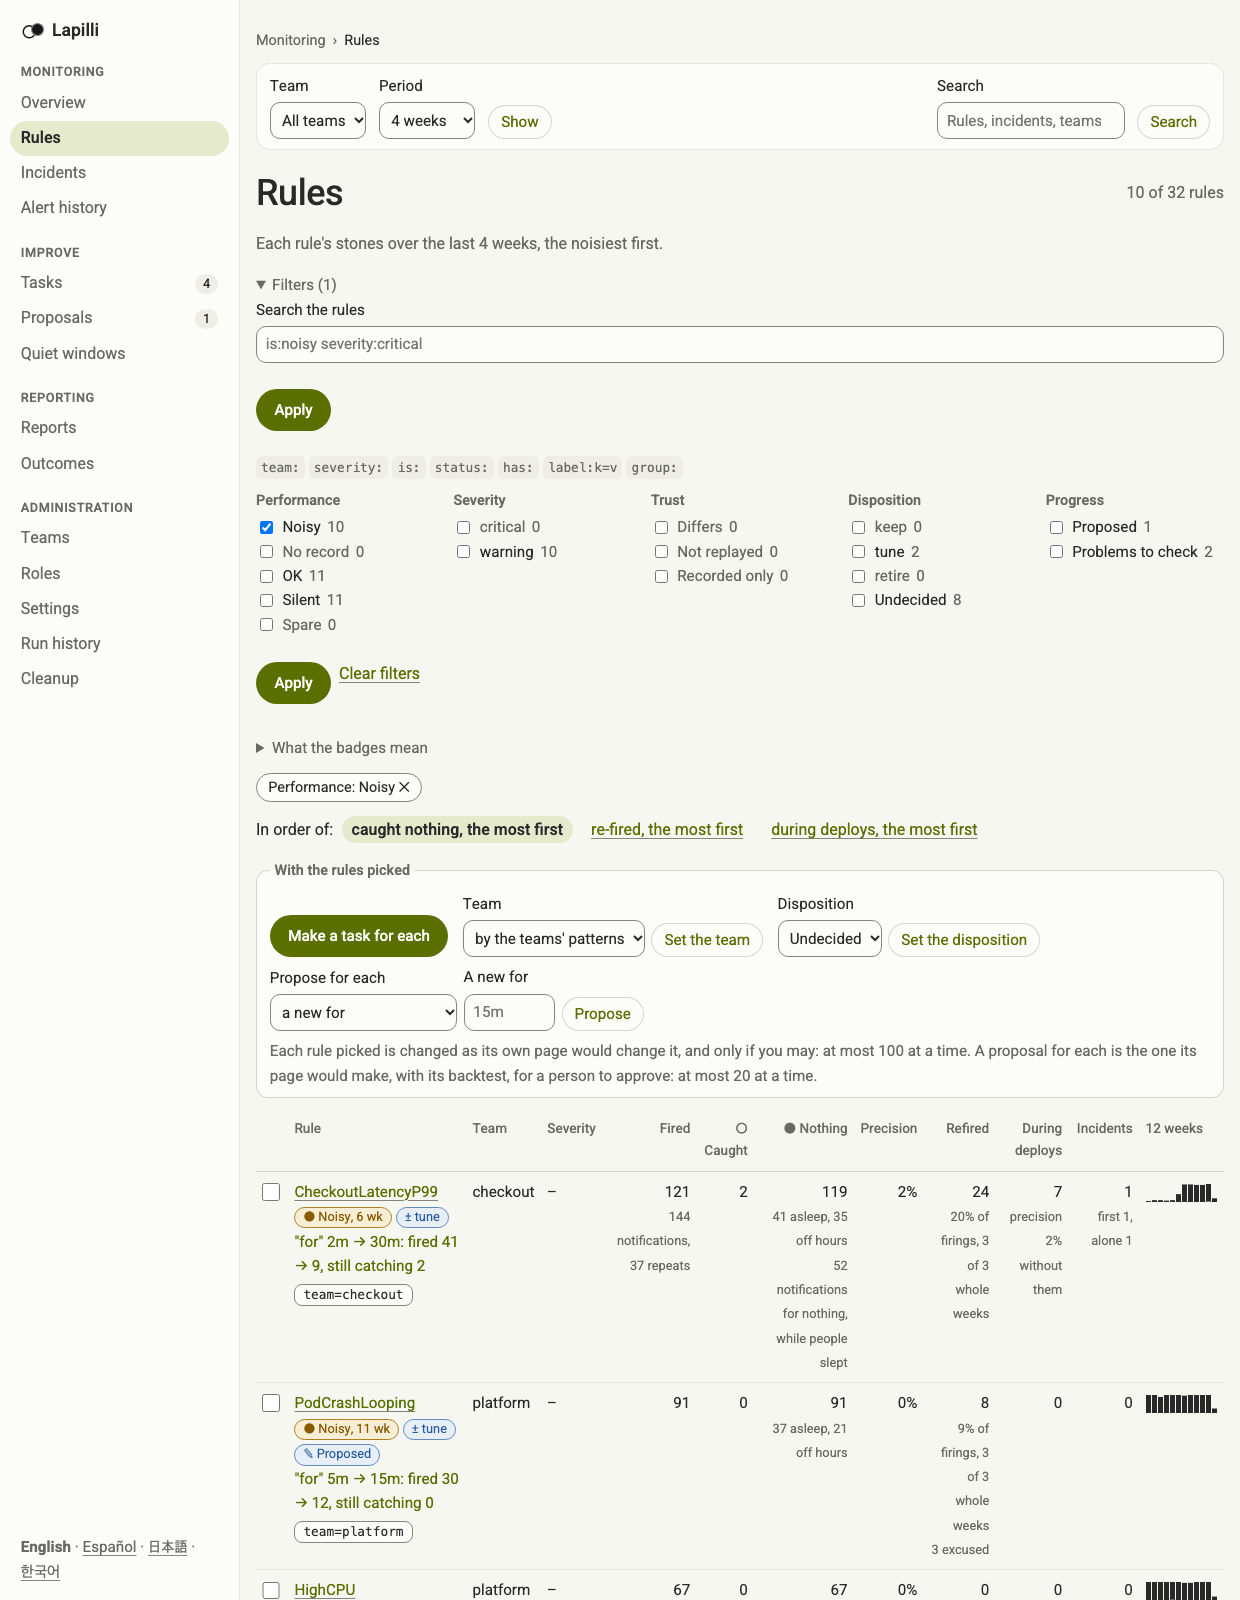 Lapilli
MONITORING
Overview
Rules
Incidents
Alert history
IMPROVE
Tasks 4
Proposals 1
Quiet windows
REPORTING
Reports
Outcomes
ADMINISTRATION
Teams
Roles
Settings
Run history
Cleanup
English · Español · 日本語 ·
한국어
Monitoring › Rules
Team Period Search
All teams 4 weeks Show Rules, incidents, teams Search
Rules 10 of 32 rules
Each rule's stones over the last 4 weeks, the noisiest first.
▼ Filters (1)
Search the rules
is:noisy severity:critical
Apply
team: severity: is: status: has: label:k=v group:
Performance Severity Trust Disposition Progress
Noisy 10 critical 0 Differs 0 keep 0 Proposed 1
No record 0 warning 10 Not replayed 0 tune 2 Problems to check 2
OK 11 Recorded only 0 retire 0
Silent 11 Undecided 8
Spare 0
Apply Clear filters
▶ What the badges mean
Performance: Noisy ✕
In order of: caught nothing, the most first re-fired, the most first during deploys, the most first
With the rules picked
Team Disposition
Make a task for each by the teams' patterns Set the team Undecided Set the disposition
Propose for each A new for
a new for 15m Propose
Each rule picked is changed as its own page would change it, and only if you may: at most 100 at a time. A proposal for each is the one its
page would make, with its backtest, for a person to approve: at most 20 at a time.
Rule Team Severity Fired ○ ● Nothing Precision Refired During Incidents 12 weeks
Caught deploys
CheckoutLatencyP99 checkout – 121 2 119 2% 24 7 1
● Noisy, 6 wk ± tune 144 41 asleep, 35 20% of precision first 1,
"for" 2m → 30m: fired 41 notifications, off hours firings, 3 2% alone 1
→ 9, still catching 2 37 repeats 52 of 3 without
team=checkout notifications whole them
for nothing, weeks
while people
slept
PodCrashLooping platform – 91 0 91 0% 8 0 0
● Noisy, 11 wk ± tune 37 asleep, 21 9% of
✎ Proposed off hours firings, 3
"for" 5m → 15m: fired 30 of 3
→ 12, still catching 0 whole
team=platform weeks
3 excused
HighCPU platform – 67 0 67 0% 0 0 0